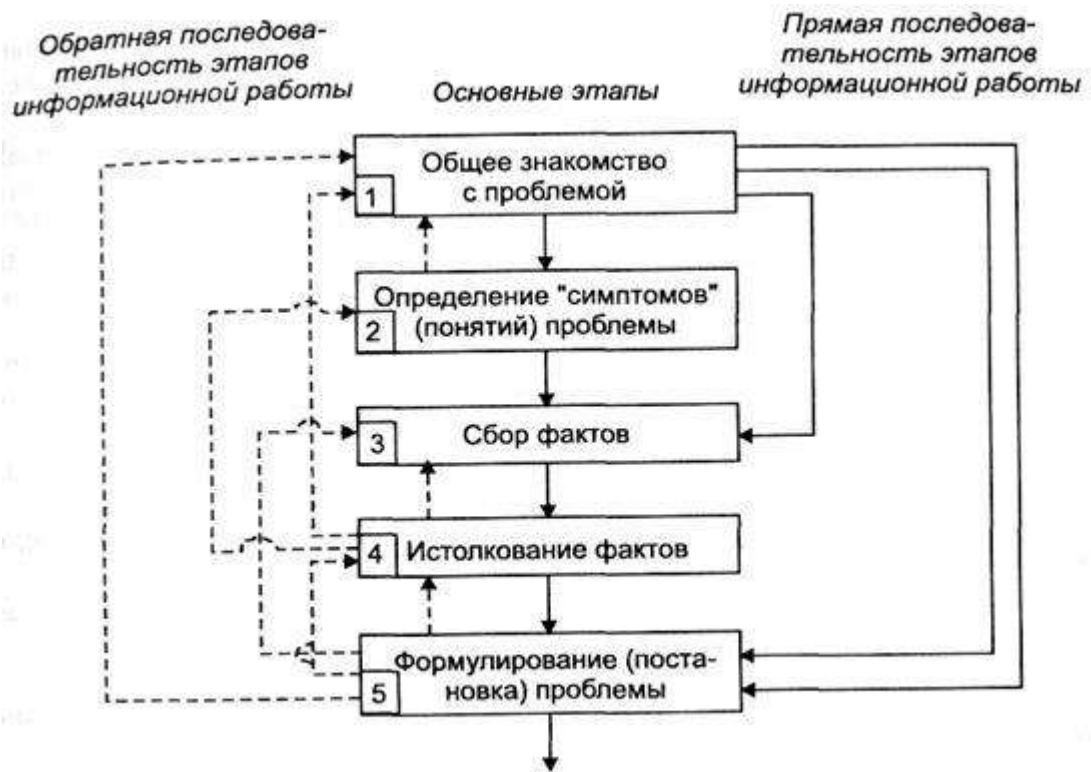 Обратная последова-
тельность этапов
информационной работы
Основные этапы
Прямая последова-
тельность этапов
информационной работы
Общее знакомство
с проблемой
1
Определение "симптомов"
(понятий) проблемы
2
Сбор фактов
3
Истолкование фактов
4
Формулирование (поста-
новка) проблемы
5